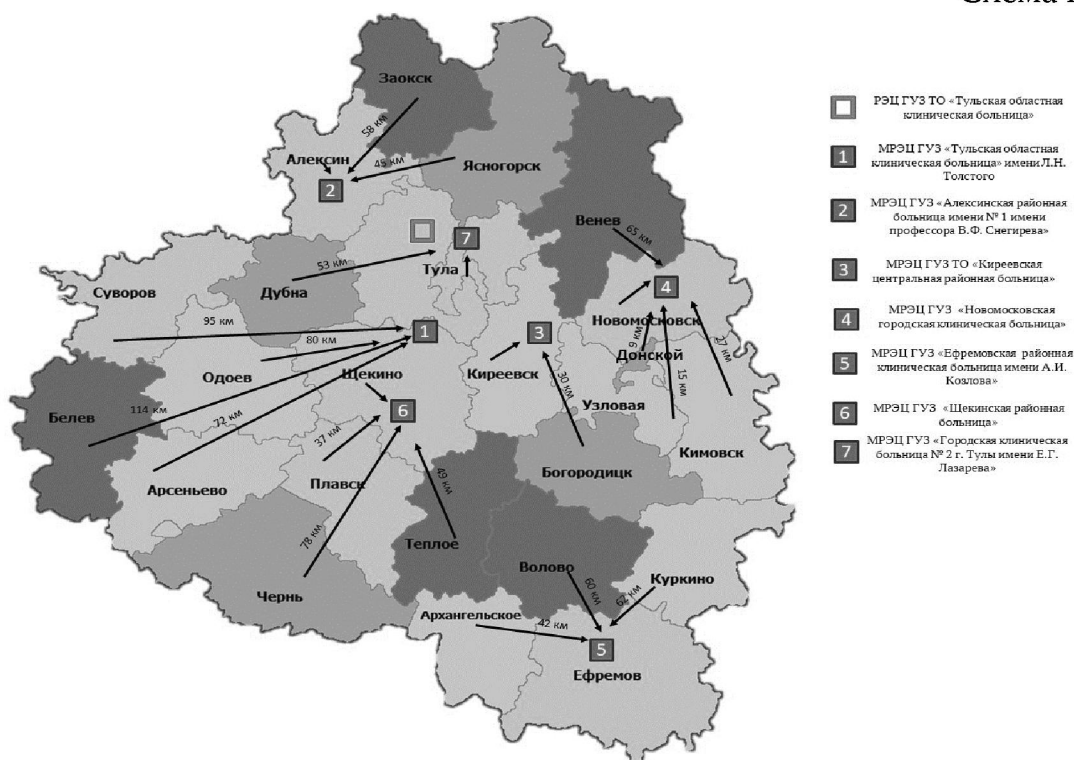 Заокск
58 км
Алексин
45 км
2
Ясногорск
Венев
65 км
7
Тула
53 км
Дубна
Суворов
4
Новомосковск
95 км
1
3
9 км
Донской
27 км
80 км
Щекино
Киреевск
Одоев
30 км
15 км
Узловая
Белев
114 км
72 км
6
37 км
Богородицк
Кимовск
Арсеньево
Плавск
49 км
78 км
Теплое
Волово
Куркино
60 км
62 км
Чернь
Архангельское
42 км
5
Ефремов
РЭЦ ГУЗ ТО «Тульская областная
клиническая больница»
1
МРЭЦ ГУЗ «Тульская областная
клиническая больница» имени Л.Н.
Толстого
2
МРЭЦ ГУЗ «Алексинская районная
больница имени № 1 имени
профессора В.Ф. Снегирева»
3
МРЭЦ ГУЗ ТО «Киреевская
центральная районная больница»
4
МРЭЦ ГУЗ «Новомосковская
городская клиническая больница»
5
МРЭЦ ГУЗ «Ефремовская районная
клиническая больница имени А.И.
Козлова»
6
МРЭЦ ГУЗ «Щекинская районная
больница»
7
МРЭЦ ГУЗ «Городская клиническая
больница № 2 г. Тулы имени Е.Г.
Лазарева»